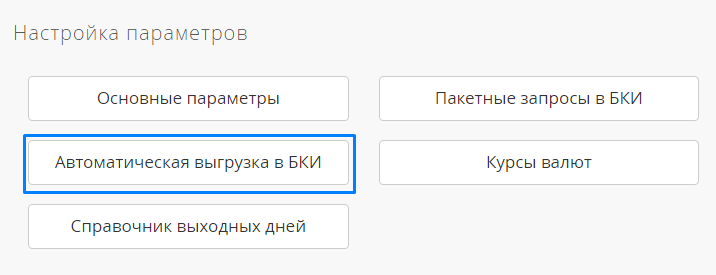 Настройка параметров
Основные параметры
Пакетные запросы в БКИ
Автоматическая выгрузка в БКИ
Курсы валют
Справочник выходных дней